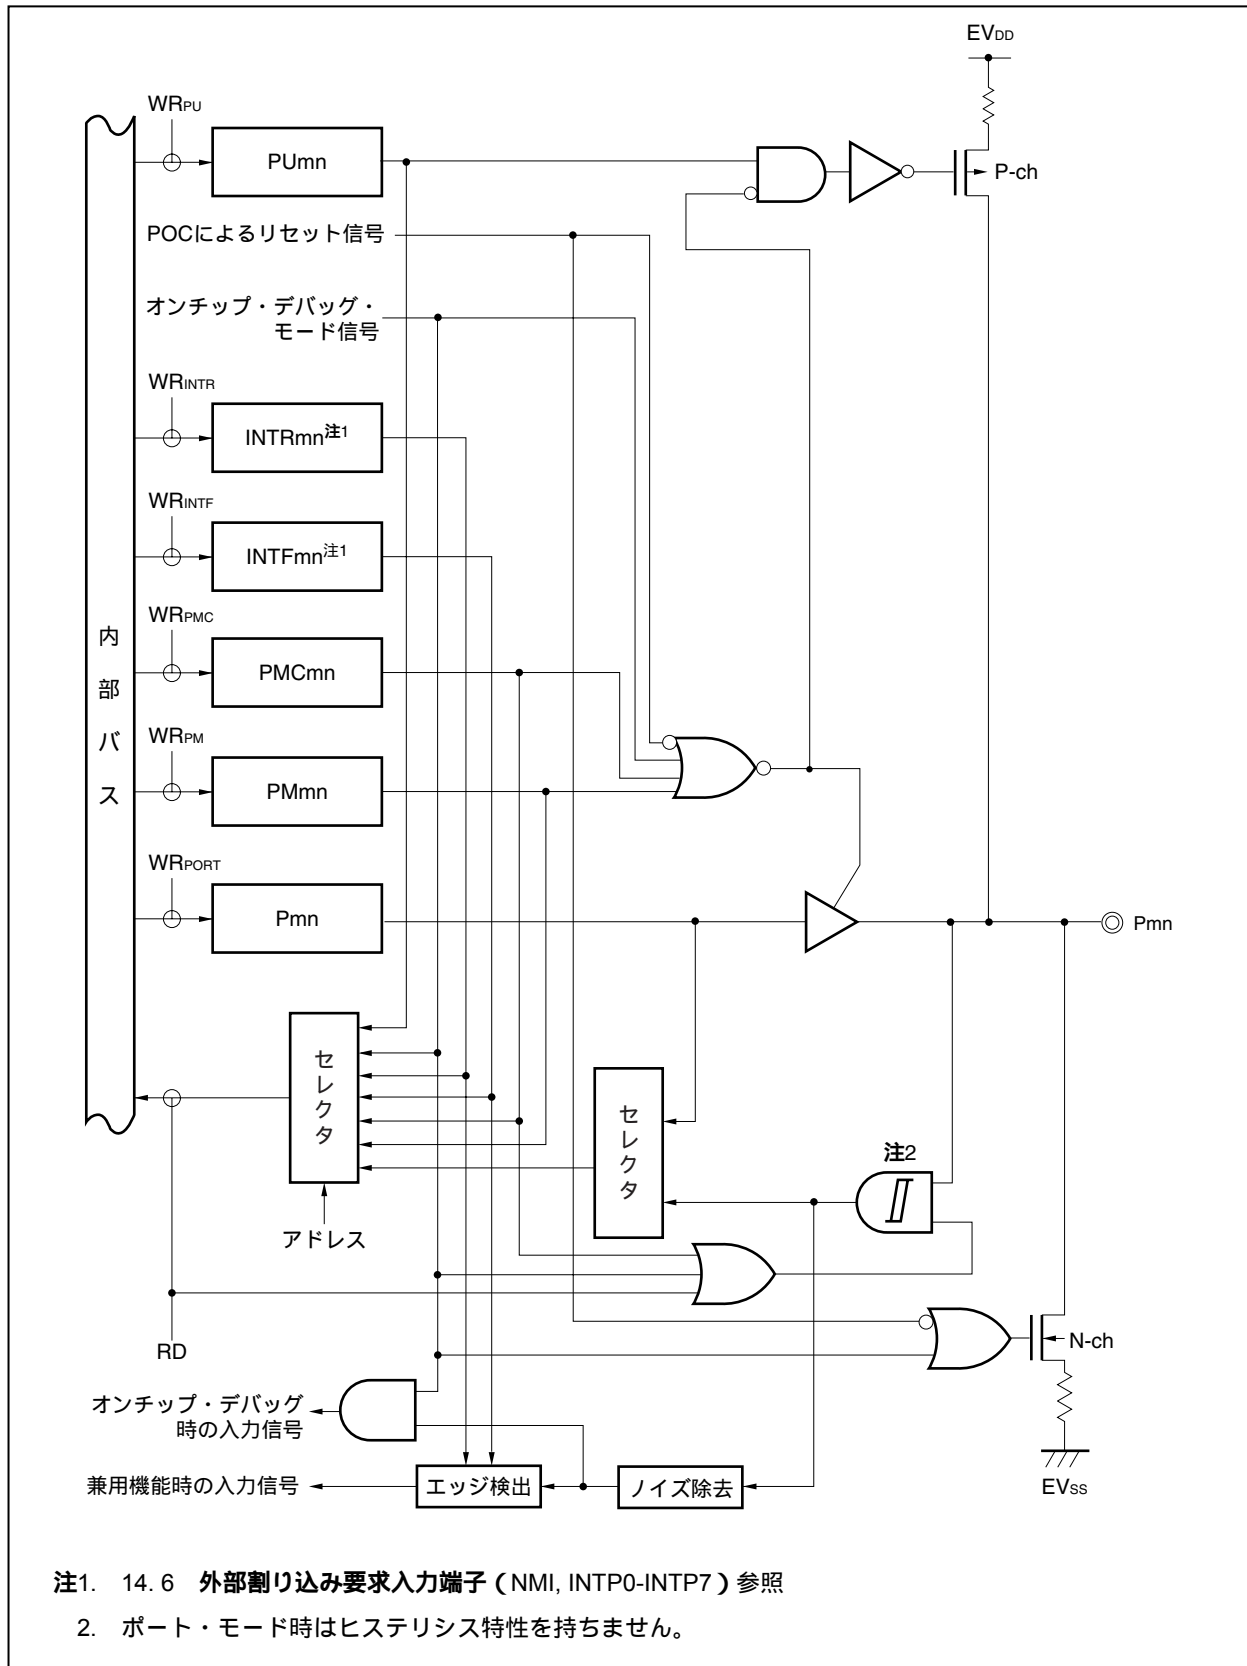 EVDD
WRPU
PUmn
P-ch
POCによるリセット信号
オンチップ・デバッグ・
モード信号
WRINTR
INTRmn注1
WRINTF
INTFmn注1
WRPMC
PMCmn
内部バス
WRPM
PMmn
WRPORT
Pmn
Pmn
セレクタ
セレクタ
注2
アドレス
RD
N-ch
オンチップ・デバッグ
時の入力信号
兼用機能時の入力信号
エッジ検出
ノイズ除去
EVSS
注1. 14. 6 外部割り込み要求入力端子（NMI, INTP0-INTP7）参照
2. ポート・モード時はヒステリシス特性を持ちません。